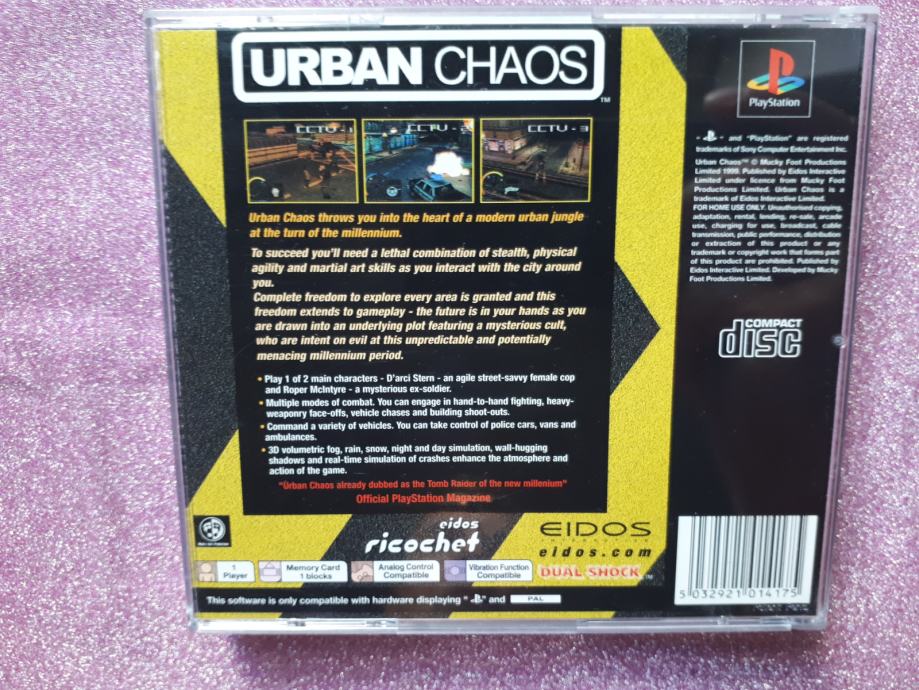 URBAN CHAOS
TM
CCTV - 1
CCTV - 2
CCTV - 3
Urban Chaos throws you into the heart of a modern urban jungle
at the turn of the millennium.
To succeed you'll need a lethal combination of stealth, physical
agility and martial art skills as you interact with the city around
you.
Complete freedom to explore every area is granted and this
freedom extends to gameplay - the future is in your hands as you
are drawn into an underlying plot featuring a mysterious cult,
who are intent on evil at this unpredictable and potentially
menacing millennium period.
• Play 1 of 2 main characters - D'arci Stern - an agile street-savvy female cop
and Roper McIntyre - a mysterious ex-soldier.
• Multiple modes of combat. You can engage in hand-to-hand fighting, heavy-
weaponry face-offs, vehicle chases and building shoot-outs.
• Command a variety of vehicles. You can take control of police cars, vans and
ambulances.
• 3D volumetric fog, rain, snow, night and day simulation, wall-hugging
shadows and real-time simulation of crashes enhance the atmosphere and
action of the game.
"Urban Chaos already dubbed as the Tomb Raider of the new millenium"
Official PlayStation Magazine
eidos
ricochet
EIDOS
INTERACTIVE
eidos.com
1
Player
Memory Card
1 blocks
Analog Control
Compatible
Vibration Function
Compatible
DUAL SHOCK™
This software is only compatible with hardware displaying " " and PAL
PlayStation
" " and "PlayStation" are registered
trademarks of Sony Computer Entertainment Inc.
Urban Chaos™ © Mucky Foot Productions
Limited 1999. Published by Eidos Interactive
Limited under licence from Mucky Foot
Productions Limited. Urban Chaos is a
trademark of Eidos Interactive Limited.
FOR HOME USE ONLY. Unauthorised copying,
adaptation, rental, lending, re-sale, arcade
use, charging for use, broadcast, cable
transmission, public performance, distribution
or extraction of this product or any
trademark or copyright work that forms part
of this product are prohibited. Published by
Eidos Interactive Limited. Developed by Mucky
Foot Productions Limited.
COMPACT
disc
5 032921 014175